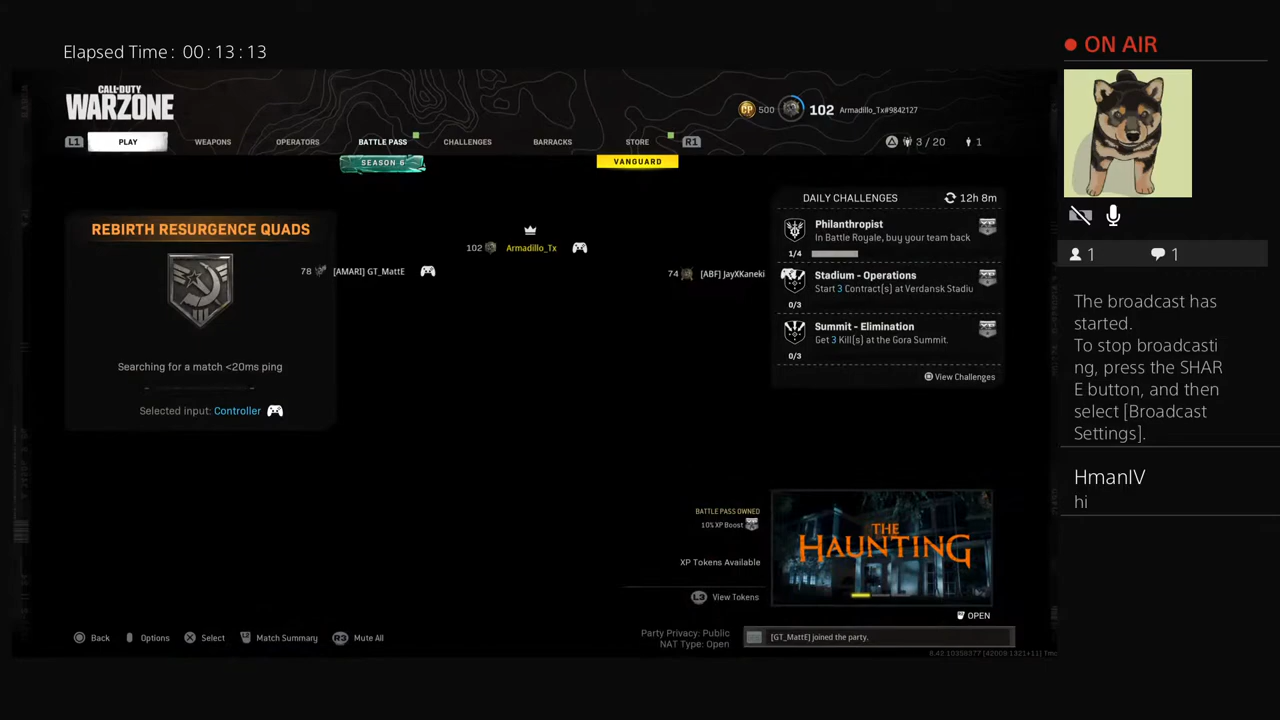 Elapsed Time: 00:13:13
ON AIR
CALL OF DUTY
WARZONE
CP 500 102 Armadillo_Tx#9842127
L1 PLAY WEAPONS OPERATORS BATTLE PASS CHALLENGES BARRACKS STORE R1 3 / 20 1
SEASON 6 VANGUARD
REBIRTH RESURGENCE QUADS
Searching for a match <20ms ping
Selected input: Controller
102 Armadillo_Tx
78 [AMARI] GT_MattE
74 [ABF] JayXKaneki
DAILY CHALLENGES 12h 8m
Philanthropist
In Battle Royale, buy your team back
1/4
Stadium - Operations
Start 3 Contract(s) at Verdansk Stadiu
0/3
Summit - Elimination
Get 3 Kill(s) at the Gora Summit.
0/3
View Challenges
BATTLE PASS OWNED
10% XP Boost
XP Tokens Available
L3 View Tokens
THE
HAUNTING
OPEN
Back Options Select Match Summary R3 Mute All
Party Privacy: Public
NAT Type: Open
[GT_MattE] joined the party.
1 1
The broadcast has
started.
To stop broadcasti
ng, press the SHAR
E button, and then
select [Broadcast
Settings].
HmanIV
hi